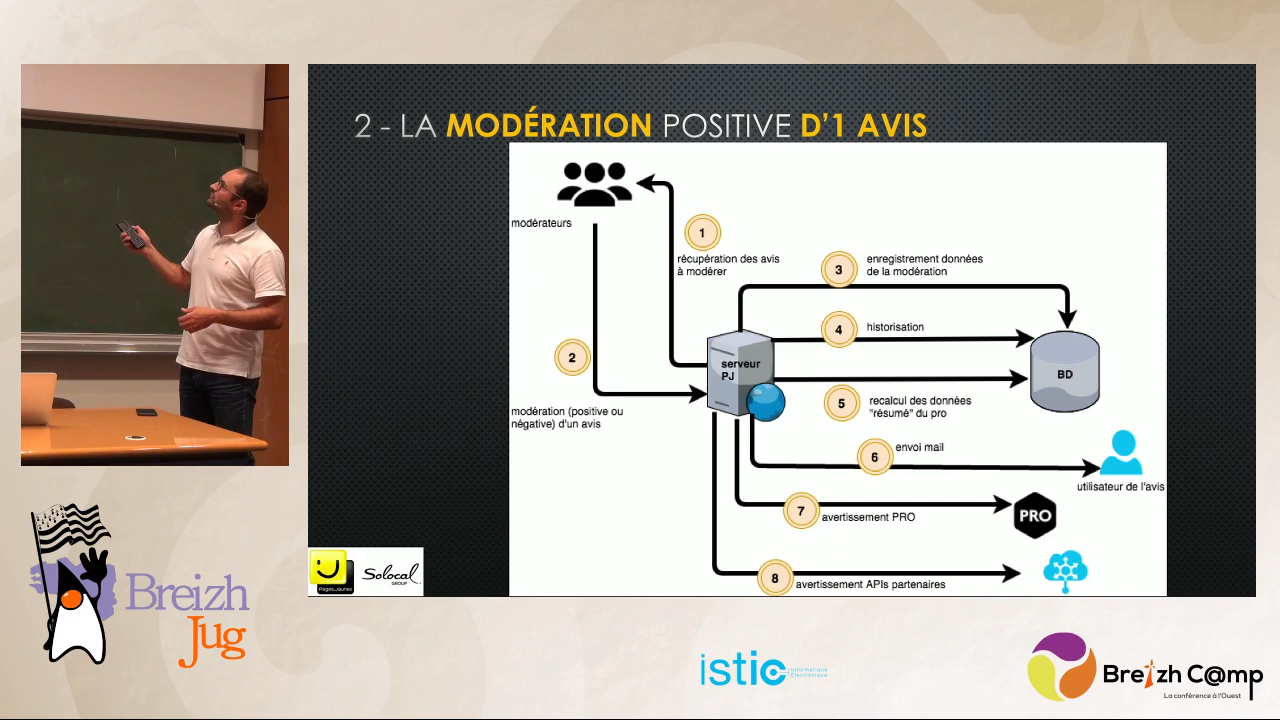 2 - LA MODÉRATION POSITIVE D'1 AVIS
modérateurs
1
récupération des avis
à modérer
3
enregistrement données
de la modération
4
historisation
2
serveur
PJ
BD
5
recalcul des données
"résumé" du pro
modération (positive ou
négative) d'un avis
6
envoi mail
utilisateur de l'avis
7
avertissement PRO
PRO
8
avertissement APIs partenaires
PagesJaunes
Solocal
GROUP
Breizh
Jug
istic
Informatique
Électronique
Breizh C@mp
La conférence à l'Ouest